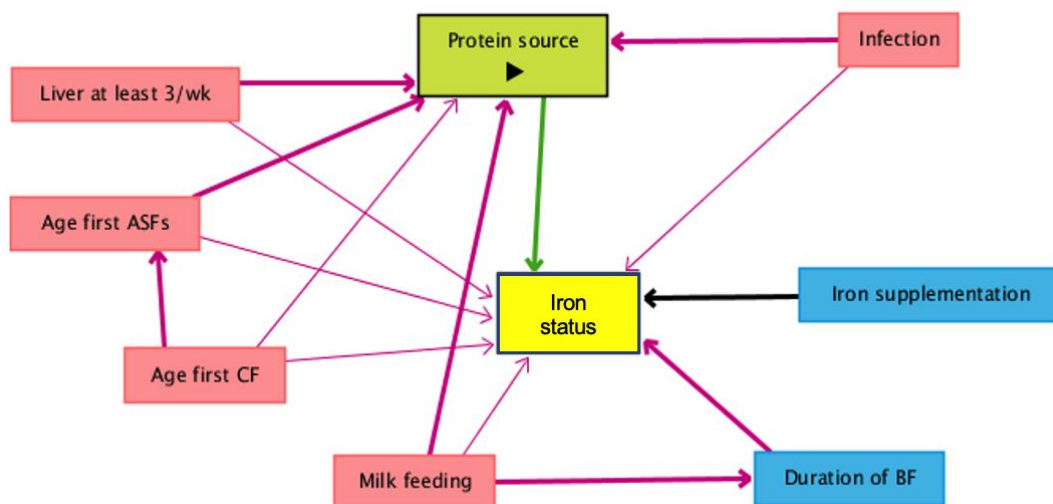 Protein source
Infection
Liver at least 3/wk
Age first ASFs
Iron supplementation
Iron
status
Age first CF
Milk feeding
Duration of BF